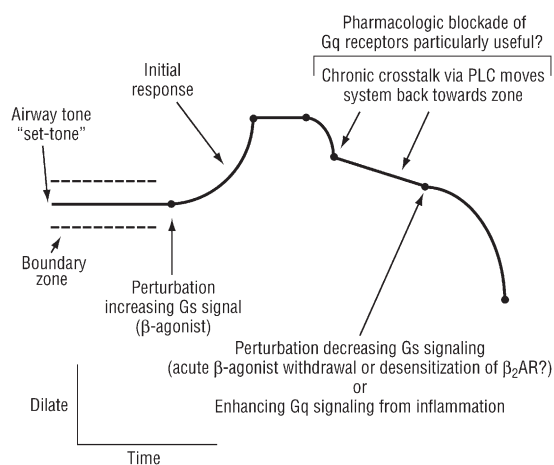 Pharmacologic blockade of
Gq receptors particularly useful?
Chronic crosstalk via PLC moves
system back towards zone
Initial
response
Airway tone
“set-tone”
Boundary
zone
Perturbation
increasing Gs signal
(β-agonist)
Perturbation decreasing Gs signaling
(acute β-agonist withdrawal or desensitization of β₂AR?)
or
Enhancing Gq signaling from inflammation
Dilate
Time